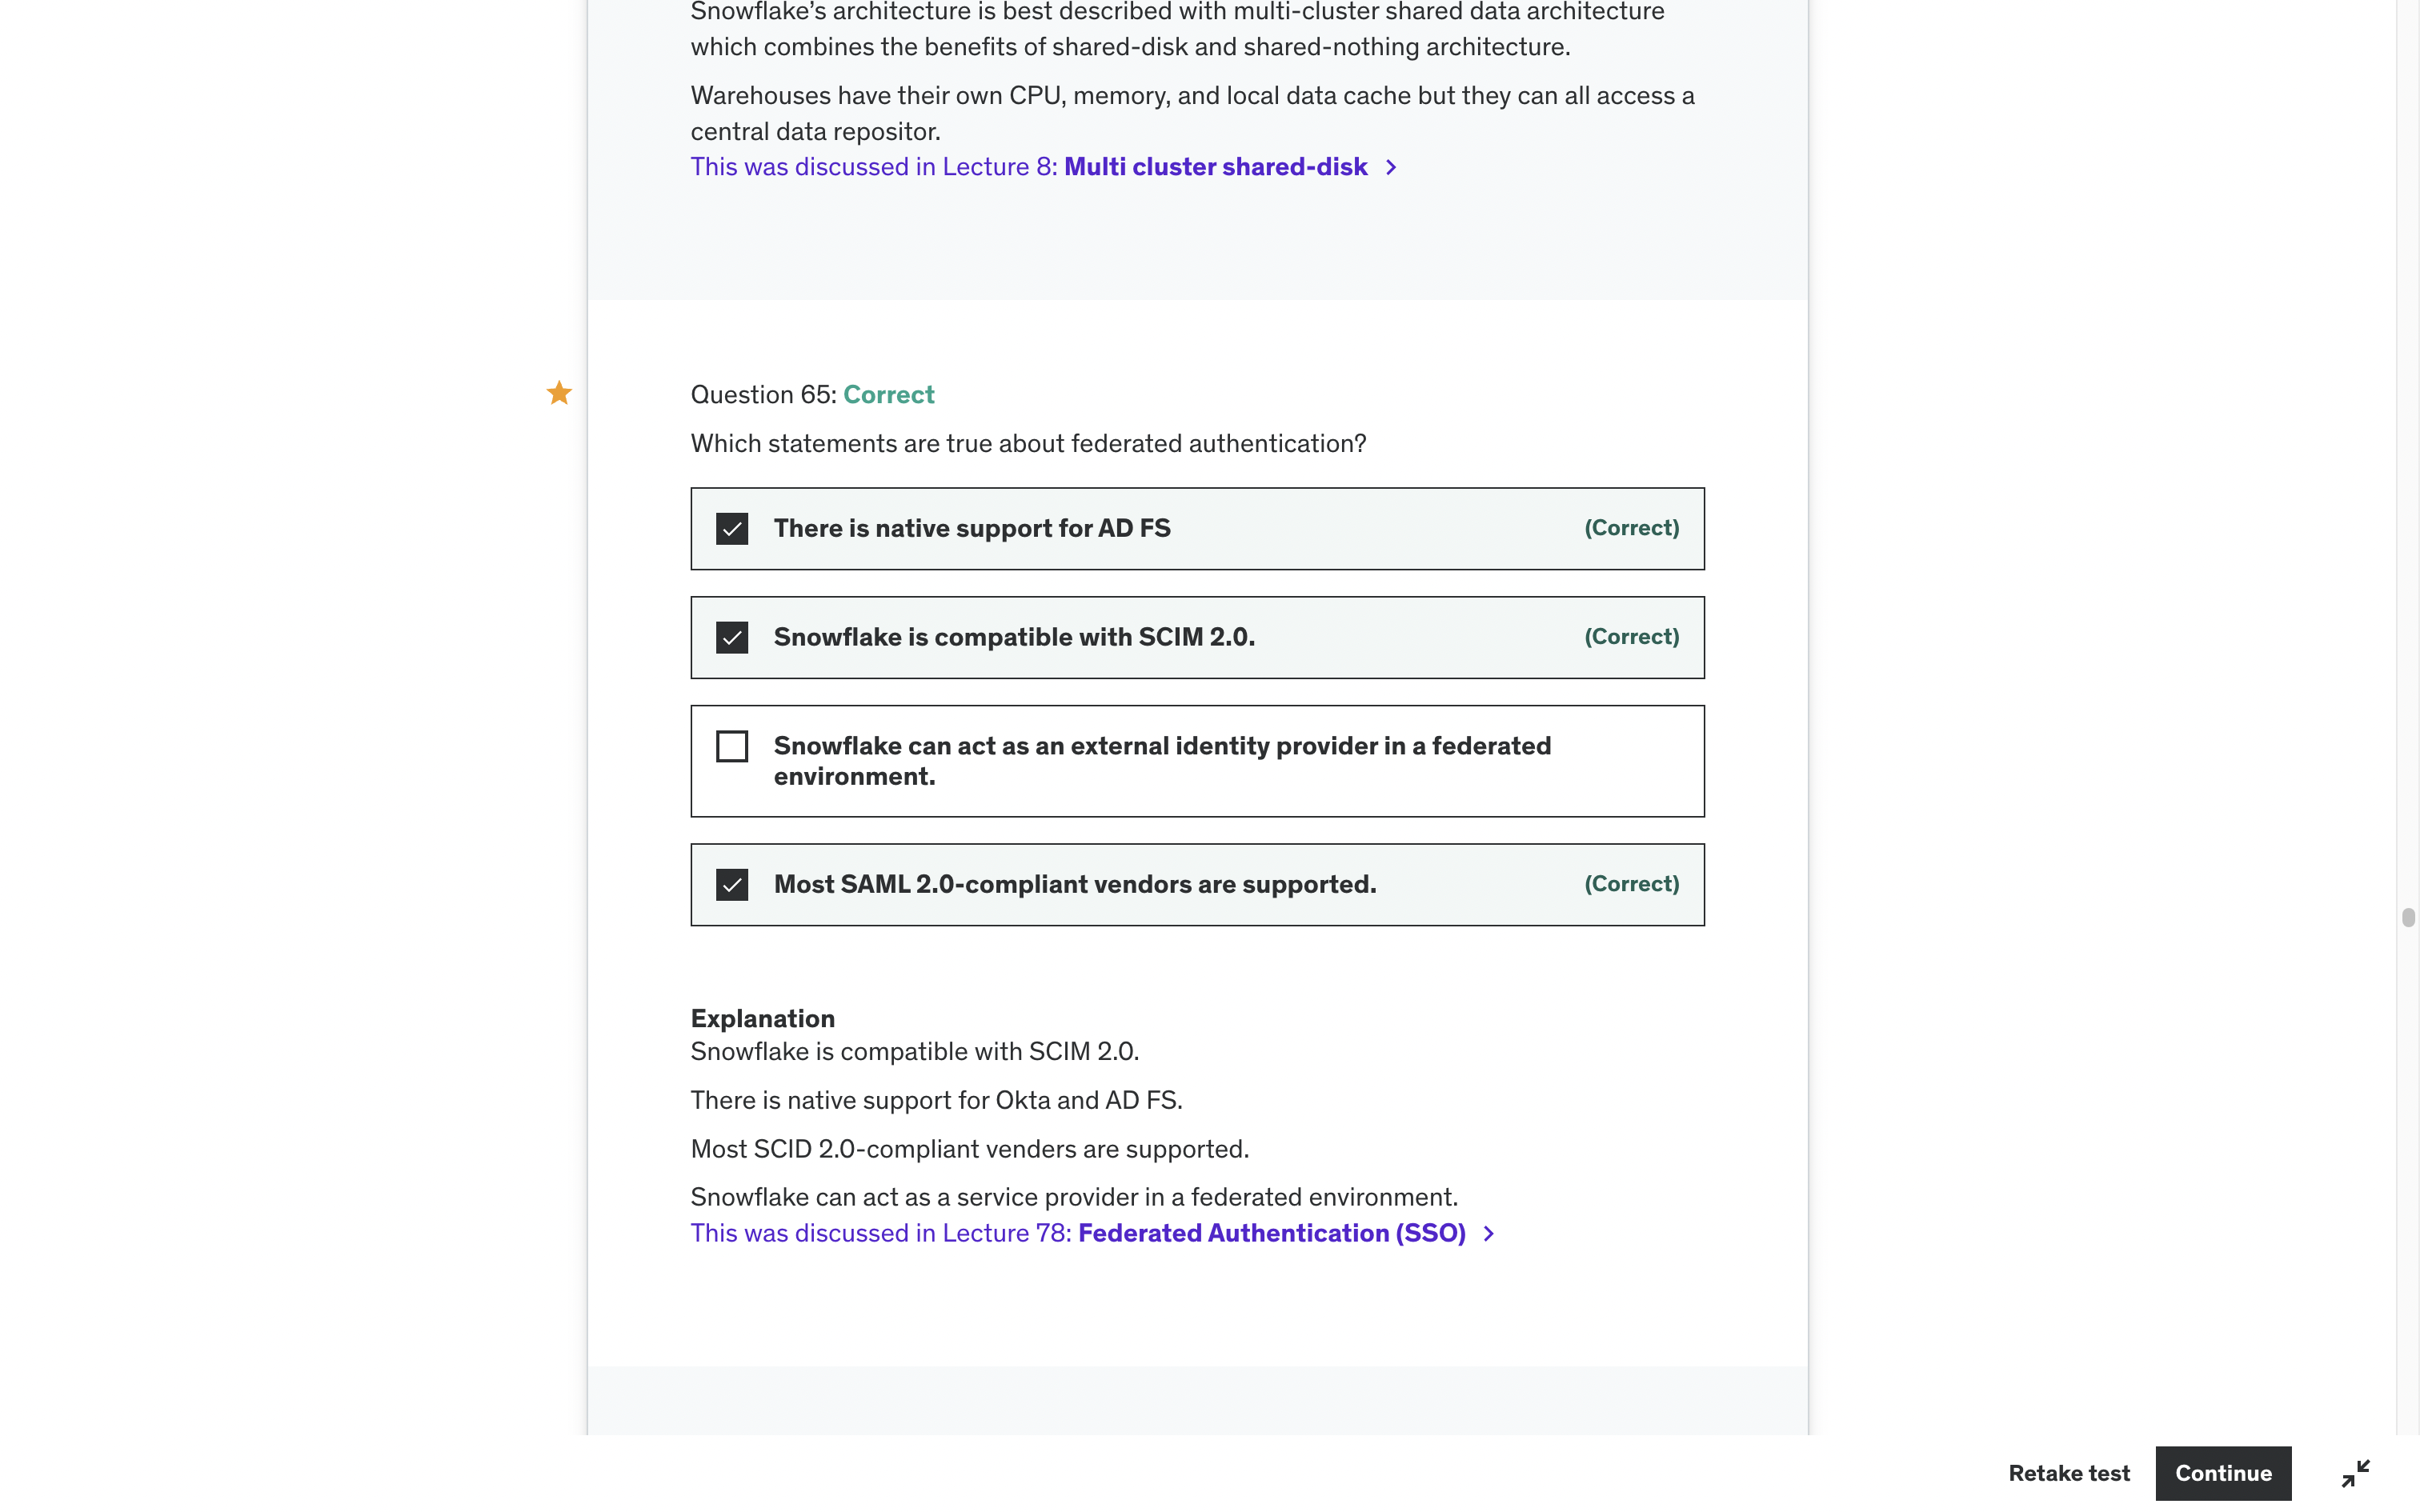 Snowflake’s architecture is best described with multi-cluster shared data architecture
which combines the benefits of shared-disk and shared-nothing architecture.
Warehouses have their own CPU, memory, and local data cache but they can all access a
central data repositor.
This was discussed in Lecture 8: Multi cluster shared-disk
Question 65: Correct
Which statements are true about federated authentication?
There is native support for AD FS (Correct)
Snowflake is compatible with SCIM 2.0. (Correct)
Snowflake can act as an external identity provider in a federated
environment.
Most SAML 2.0-compliant vendors are supported. (Correct)
Explanation
Snowflake is compatible with SCIM 2.0.
There is native support for Okta and AD FS.
Most SCID 2.0-compliant venders are supported.
Snowflake can act as a service provider in a federated environment.
This was discussed in Lecture 78: Federated Authentication (SSO)
Retake test Continue